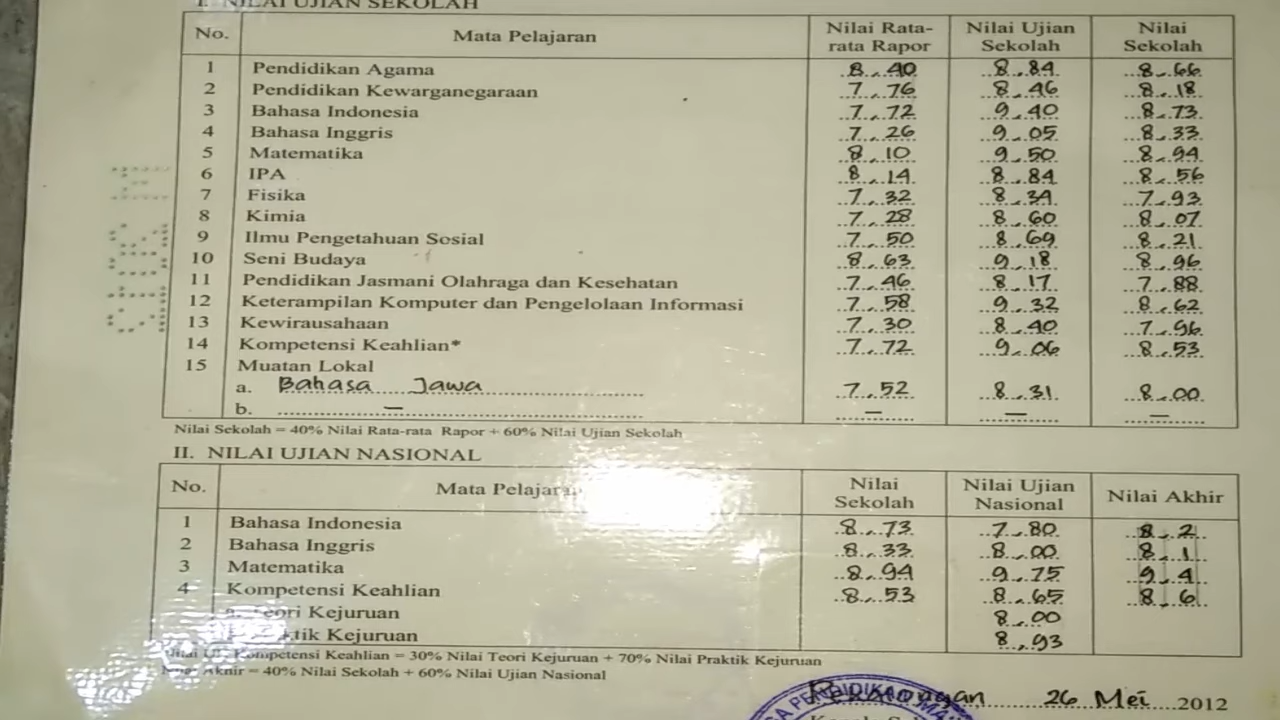 I. NILAI UJIAN SEKOLAH
No. Mata Pelajaran Nilai Rata-rata Rapor Nilai Ujian Sekolah Nilai Sekolah
1 Pendidikan Agama 8,40 8,84 8,66
2 Pendidikan Kewarganegaraan 7,76 8,46 8,18
3 Bahasa Indonesia 7,72 9,40 8,73
4 Bahasa Inggris 7,26 9,05 8,33
5 Matematika 8,10 9,50 8,94
6 IPA 8,14 8,84 8,56
7 Fisika 7,32 8,34 7,93
8 Kimia 7,28 8,60 8,07
9 Ilmu Pengetahuan Sosial 7,50 8,69 8,21
10 Seni Budaya 8,63 9,18 8,96
11 Pendidikan Jasmani Olahraga dan Kesehatan 7,46 8,17 7,88
12 Keterampilan Komputer dan Pengelolaan Informasi 7,58 9,32 8,62
13 Kewirausahaan 7,30 8,40 7,96
14 Kompetensi Keahlian* 7,72 9,06 8,53
15 Muatan Lokal
a. Bahasa Jawa 7,52 8,31 8,00
b. – – – –
Nilai Sekolah = 40% Nilai Rata-rata Rapor + 60% Nilai Ujian Sekolah
II. NILAI UJIAN NASIONAL
No. Mata Pelajaran Nilai Sekolah Nilai Ujian Nasional Nilai Akhir
1 Bahasa Indonesia 8,73 7,80 8,2
2 Bahasa Inggris 8,33 8,00 8,1
3 Matematika 8,94 9,75 9,4
4 Kompetensi Keahlian 8,53 8,65 8,6
a. Teori Kejuruan 8,00
Kejuruan 8,93
Kompetensi Keahlian = 30% Nilai Teori Kejuruan + 70% Nilai Praktik Kejuruan
Akhir = 40% Nilai Sekolah + 60% Nilai Ujian Nasional
26 Mei 2012